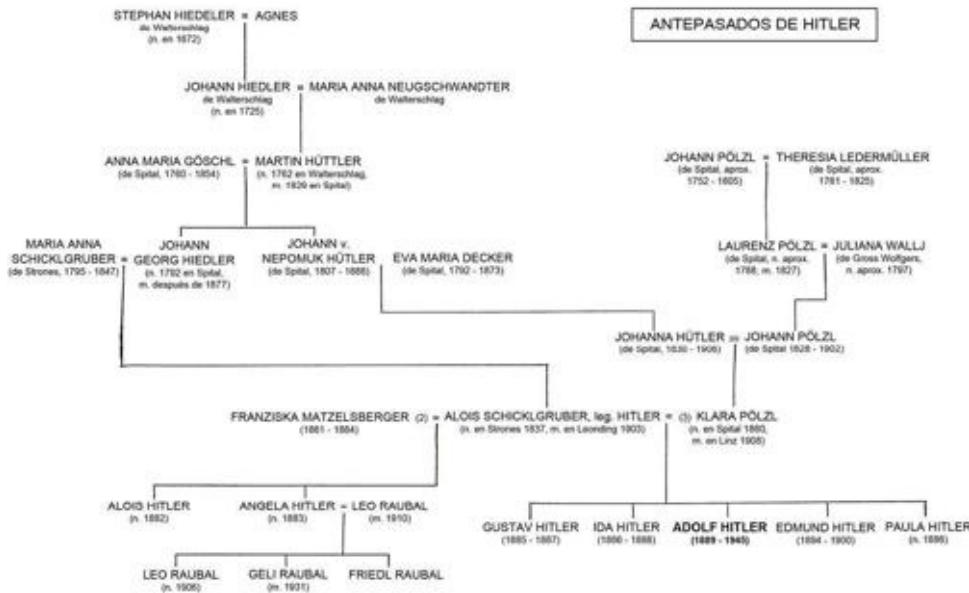 STEPHAN HIEDELER = AGNES
de Walterschlag
(n. en 1672)
ANTEPASADOS DE HITLER
JOHANN HIEDLER = MARIA ANNA NEUGSCHWANDTER
de Walterschlag de Walterschlag
(n. en 1725)
ANNA MARIA GÖSCHL = MARTIN HÜTTLER
(de Spital, 1760 - 1854) (n. 1762 en Walterschlag,
m. 1829 en Spital)
JOHANN PÖLZL = THERESIA LEDERMÜLLER
(de Spital, aprox. (de Spital, aprox.
1752 - 1805) 1761 - 1825)
MARIA ANNA
SCHICKLGRUBER =
(de Strones, 1795 - 1847)
JOHANN
GEORG HIEDLER
(n. 1792 en Spital,
m. después de 1877)
JOHANN v.
NEPOMUK HÜTLER
(de Spital, 1807 - 1888)
EVA MARIA DECKER
(de Spital, 1792 - 1873)
LAURENZ PÖLZL = JULIANA WALLJ
(de Spital, n. aprox. (de Gross Wolfgers,
1788, m. 1827) n. aprox. 1797)
JOHANNA HÜTLER = JOHANN PÖLZL
(de Spital, 1830 - 1906) (de Spital 1828 - 1902)
FRANZISKA MATZELSBERGER (2) = ALOIS SCHICKLGRUBER, leg. HITLER = (3) KLARA PÖLZL
(1861 - 1884) (n. en Strones 1837, m. en Leonding 1903) (n. en Spital 1860,
m. en Linz 1908)
ALOIS HITLER ANGELA HITLER = LEO RAUBAL
(n. 1882) (n. 1883) (m. 1910)
GUSTAV HITLER IDA HITLER ADOLF HITLER EDMUND HITLER PAULA HITLER
(1885 - 1887) (1886 - 1888) (1889 - 1945) (1894 - 1900) (n. 1896)
LEO RAUBAL GELI RAUBAL FRIEDL RAUBAL
(n. 1906) (m. 1931)